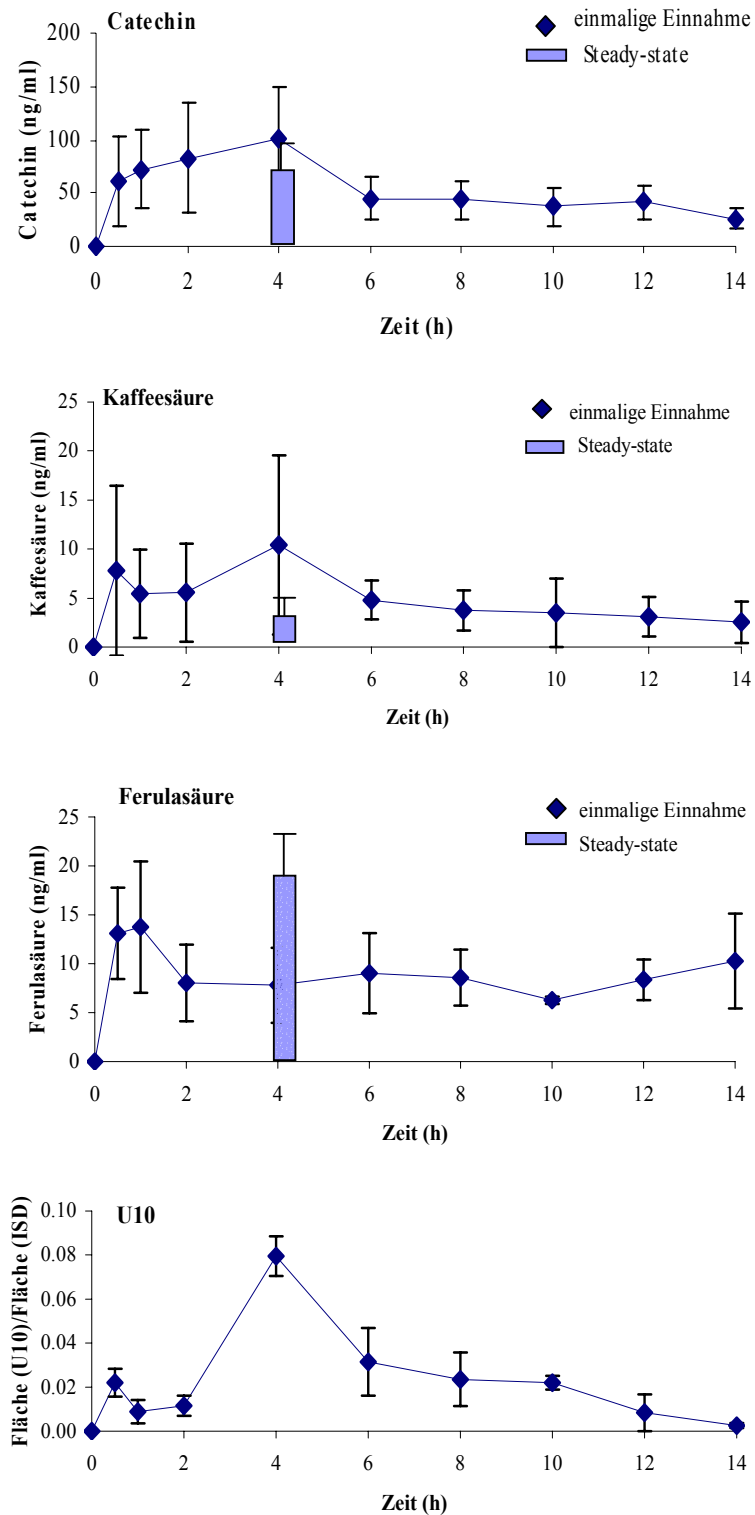 Catechin
einmalige Einnahme
Steady-state
Catechin (ng/ml)
200
150
100
50
0
0 2 4 6 8 10 12 14
Zeit (h)
Kaffeesäure
einmalige Einnahme
Steady-state
Kaffeesäure (ng/ml)
25
20
15
10
5
0
0 2 4 6 8 10 12 14
Zeit (h)
Ferulasäure
einmalige Einnahme
Steady-state
Ferulasäure (ng/ml)
25
20
15
10
5
0
0 2 4 6 8 10 12 14
Zeit (h)
U10
Fläche (U10)/Fläche (ISD)
0.10
0.08
0.06
0.04
0.02
0.00
0 2 4 6 8 10 12 14
Zeit (h)